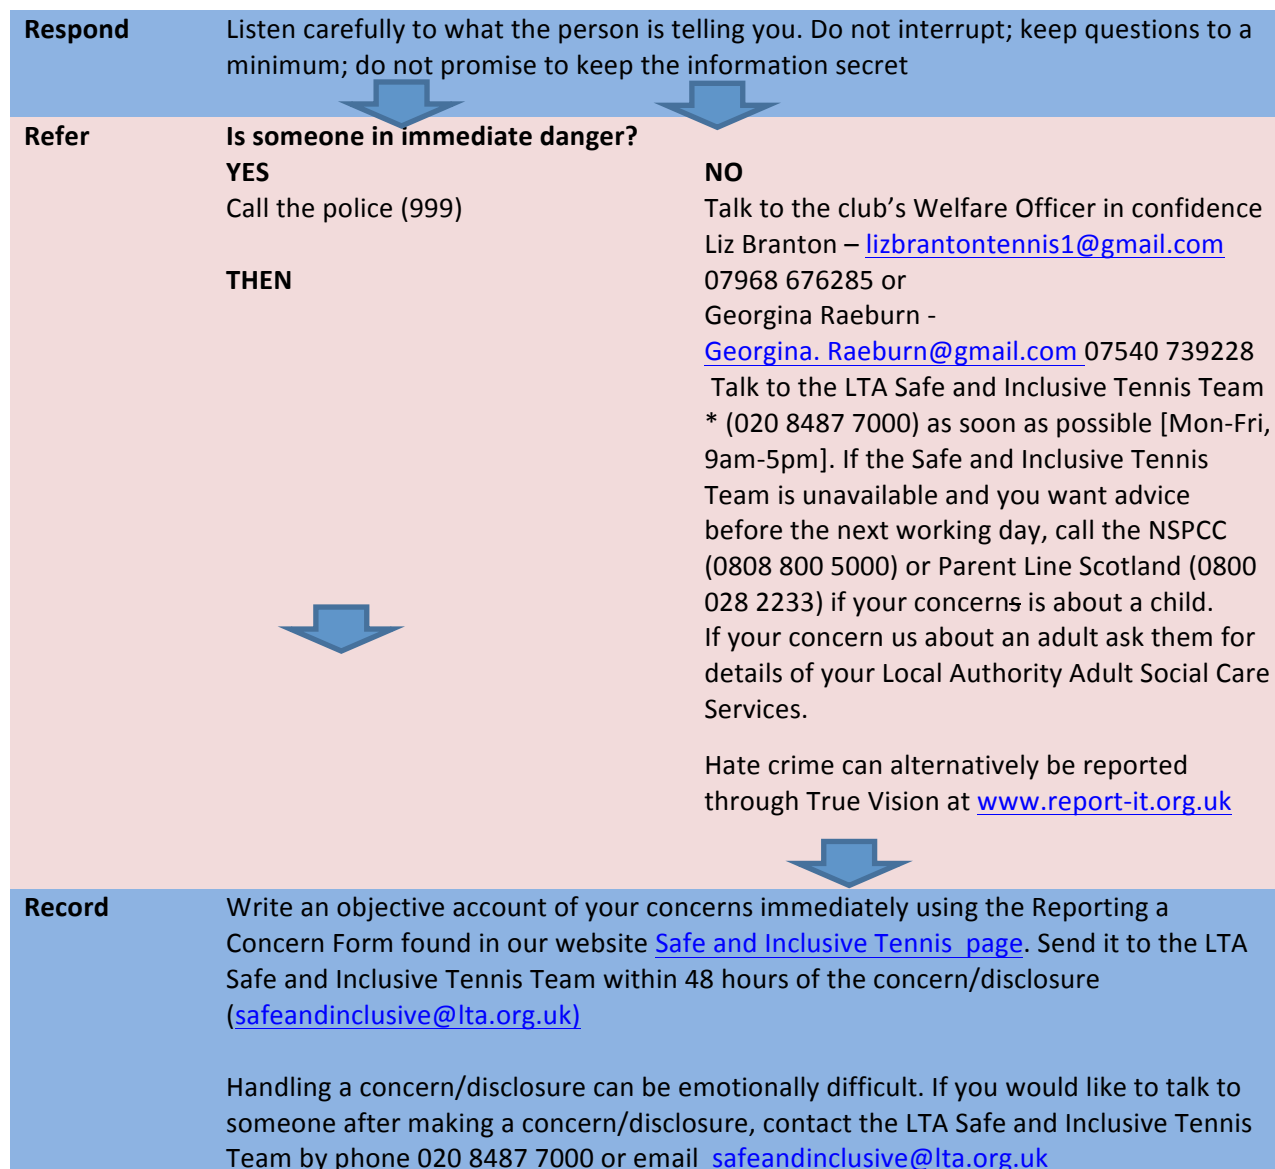 Respond
Listen carefully to what the person is telling you. Do not interrupt; keep questions to a
minimum; do not promise to keep the information secret
Refer
Is someone in immediate danger?
YES
Call the police (999)
THEN
NO
Talk to the club’s Welfare Officer in confidence
Liz Branton – lizbrantontennis1@gmail.com
07968 676285 or
Georgina Raeburn -
Georgina. Raeburn@gmail.com 07540 739228
Talk to the LTA Safe and Inclusive Tennis Team
* (020 8487 7000) as soon as possible [Mon-Fri,
9am-5pm]. If the Safe and Inclusive Tennis
Team is unavailable and you want advice
before the next working day, call the NSPCC
(0808 800 5000) or Parent Line Scotland (0800
028 2233) if your concerns is about a child.
If your concern us about an adult ask them for
details of your Local Authority Adult Social Care
Services.
Hate crime can alternatively be reported
through True Vision at www.report-it.org.uk
Record
Write an objective account of your concerns immediately using the Reporting a
Concern Form found in our website Safe and Inclusive Tennis  page. Send it to the LTA
Safe and Inclusive Tennis Team within 48 hours of the concern/disclosure
(safeandinclusive@lta.org.uk)
Handling a concern/disclosure can be emotionally difficult. If you would like to talk to
someone after making a concern/disclosure, contact the LTA Safe and Inclusive Tennis
Team by phone 020 8487 7000 or email  safeandinclusive@lta.org.uk